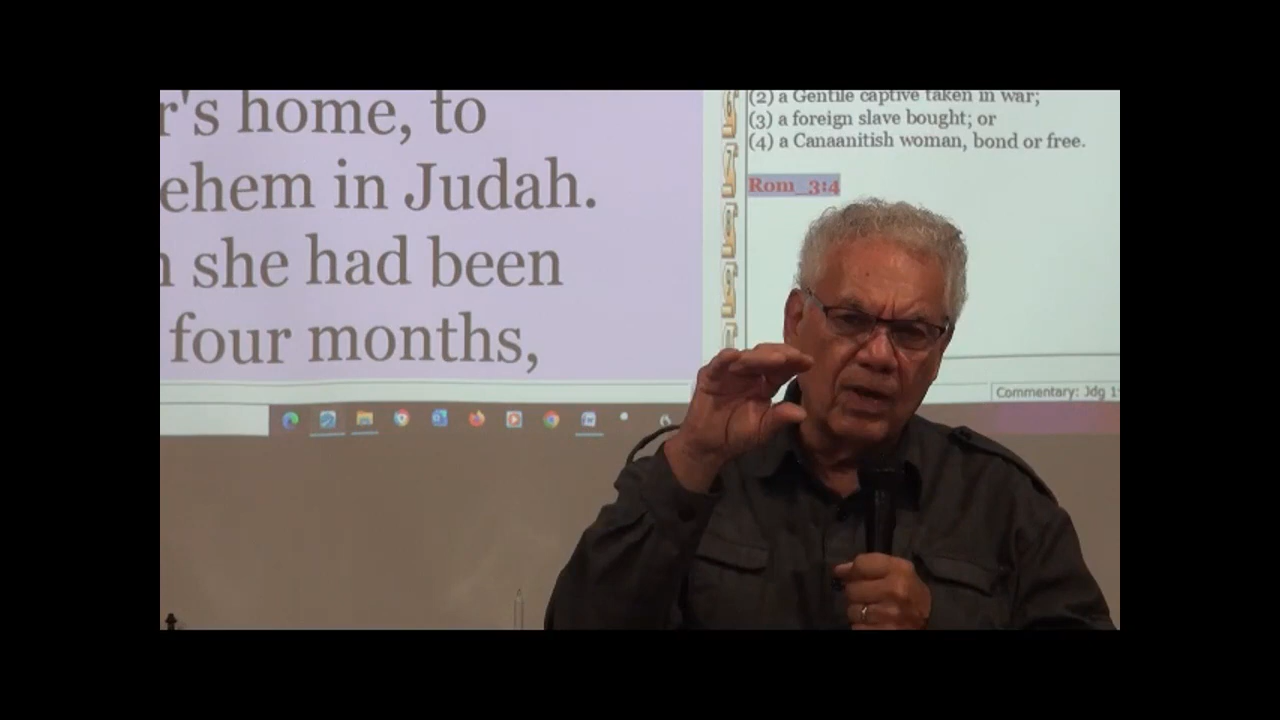 r's home, to
ehem in Judah.
she had been
four months,
(2) a Gentile captive taken in war;
(3) a foreign slave bought; or
(4) a Canaanitish woman, bond or free.
Rom_3:4
Commentary: Jdg 1